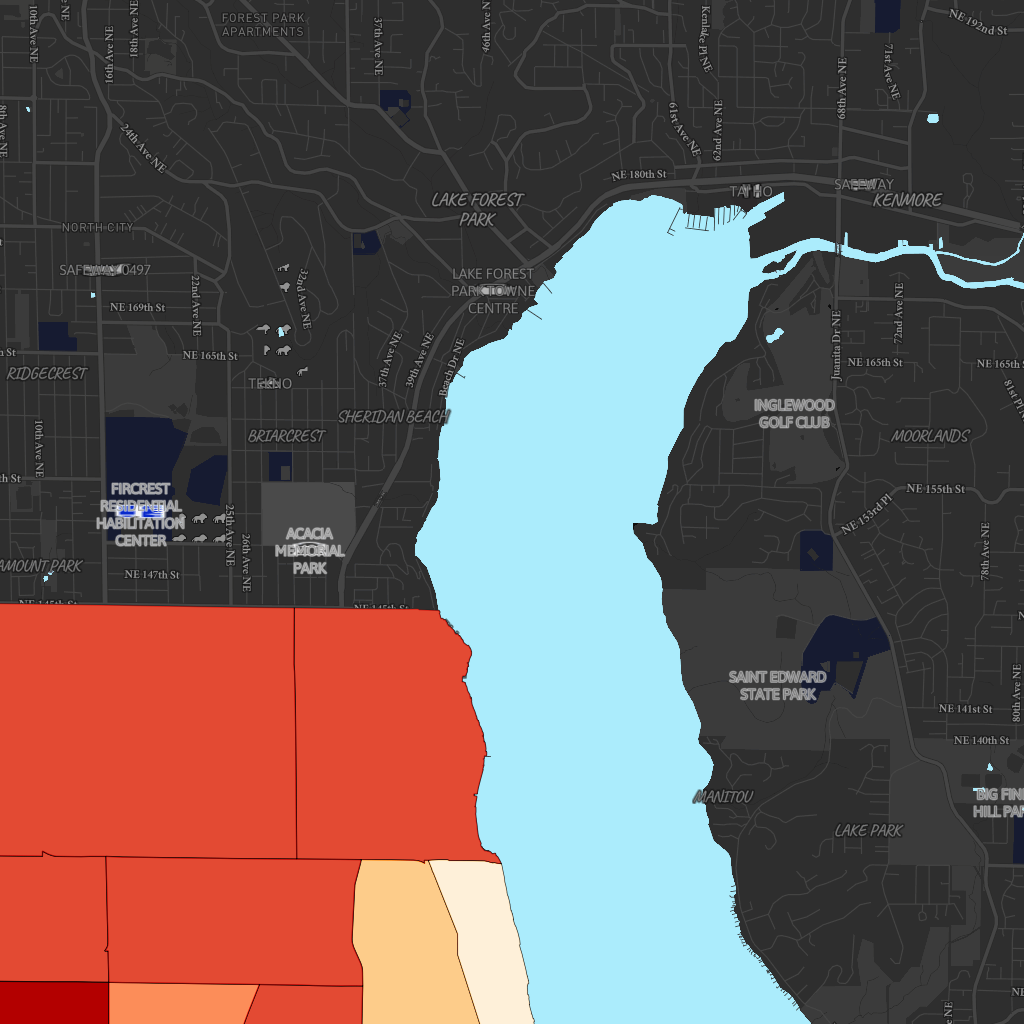 FOREST PARK
APARTMENTS
10th Ave NE
16th Ave NE
18th Ave NE
37th Ave NE
46th Ave N
Kenlake Pl NE
71st Ave NE
NE 192nd St
8th Ave NE
24th Ave NE
61st Ave NE
62nd Ave NE
68th Ave NE
NE 180th St
LAKE FOREST
PARK
SAFEWAY
KENMORE
NORTH CITY
LAKE FOREST
PARK TOWNE
CENTRE
22nd Ave NE
32nd Ave NE
NE 169th St
72nd Ave NE
Juanita Dr NE
NE 165th St
NE 165th St
NE 165th
RIDGECREST
37th Ave NE
39th Ave NE
Beach Dr NE
81st Pl
SHERIDAN BEACH
INGLEWOOD
GOLF CLUB
BRIARCREST
MOORLANDS
10th Ave NE
FIRCREST
RESIDENTIAL
HABILITATION
CENTER
NE 155th St
NE 153rd Pl
25th Ave NE
26th Ave NE
ACACIA
MEMORIAL
PARK
78th Ave NE
AMOUNT PARK
NE 147th St
NE 145th St
NE 145th St
SAINT EDWARD
STATE PARK
80th Ave NE
NE 141st St
NE 140th St
MANITOU
BIG FINN
HILL PAR
LAKE PARK
NE